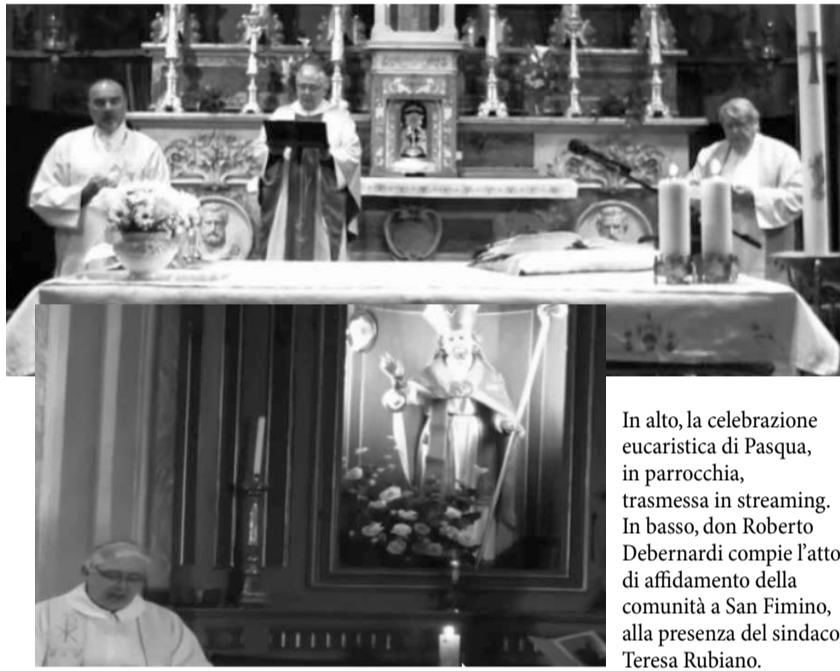 In alto, la celebrazione
eucaristica di Pasqua,
in parrocchia,
trasmessa in streaming.
In basso, don Roberto
Debernardi compie l’atto
di affidamento della
comunità a San Fimino,
alla presenza del sindaco
Teresa Rubiano.